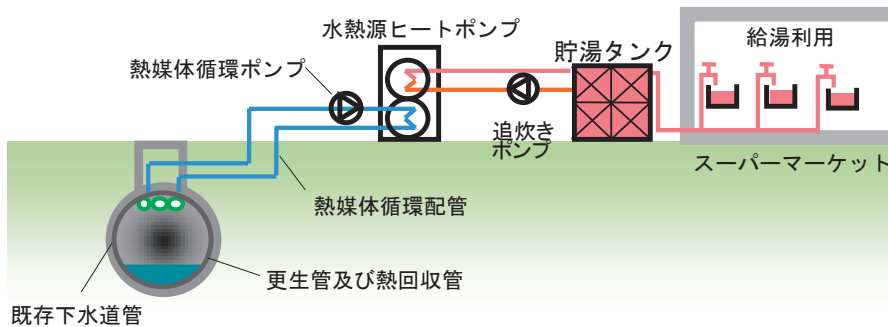 水熱源ヒートポンプ
給湯利用
貯湯タンク
熱媒体循環ポンプ
追炊き
ポンプ
スーパーマーケット
熱媒体循環配管
更生管及び熱回収管
既存下水道管